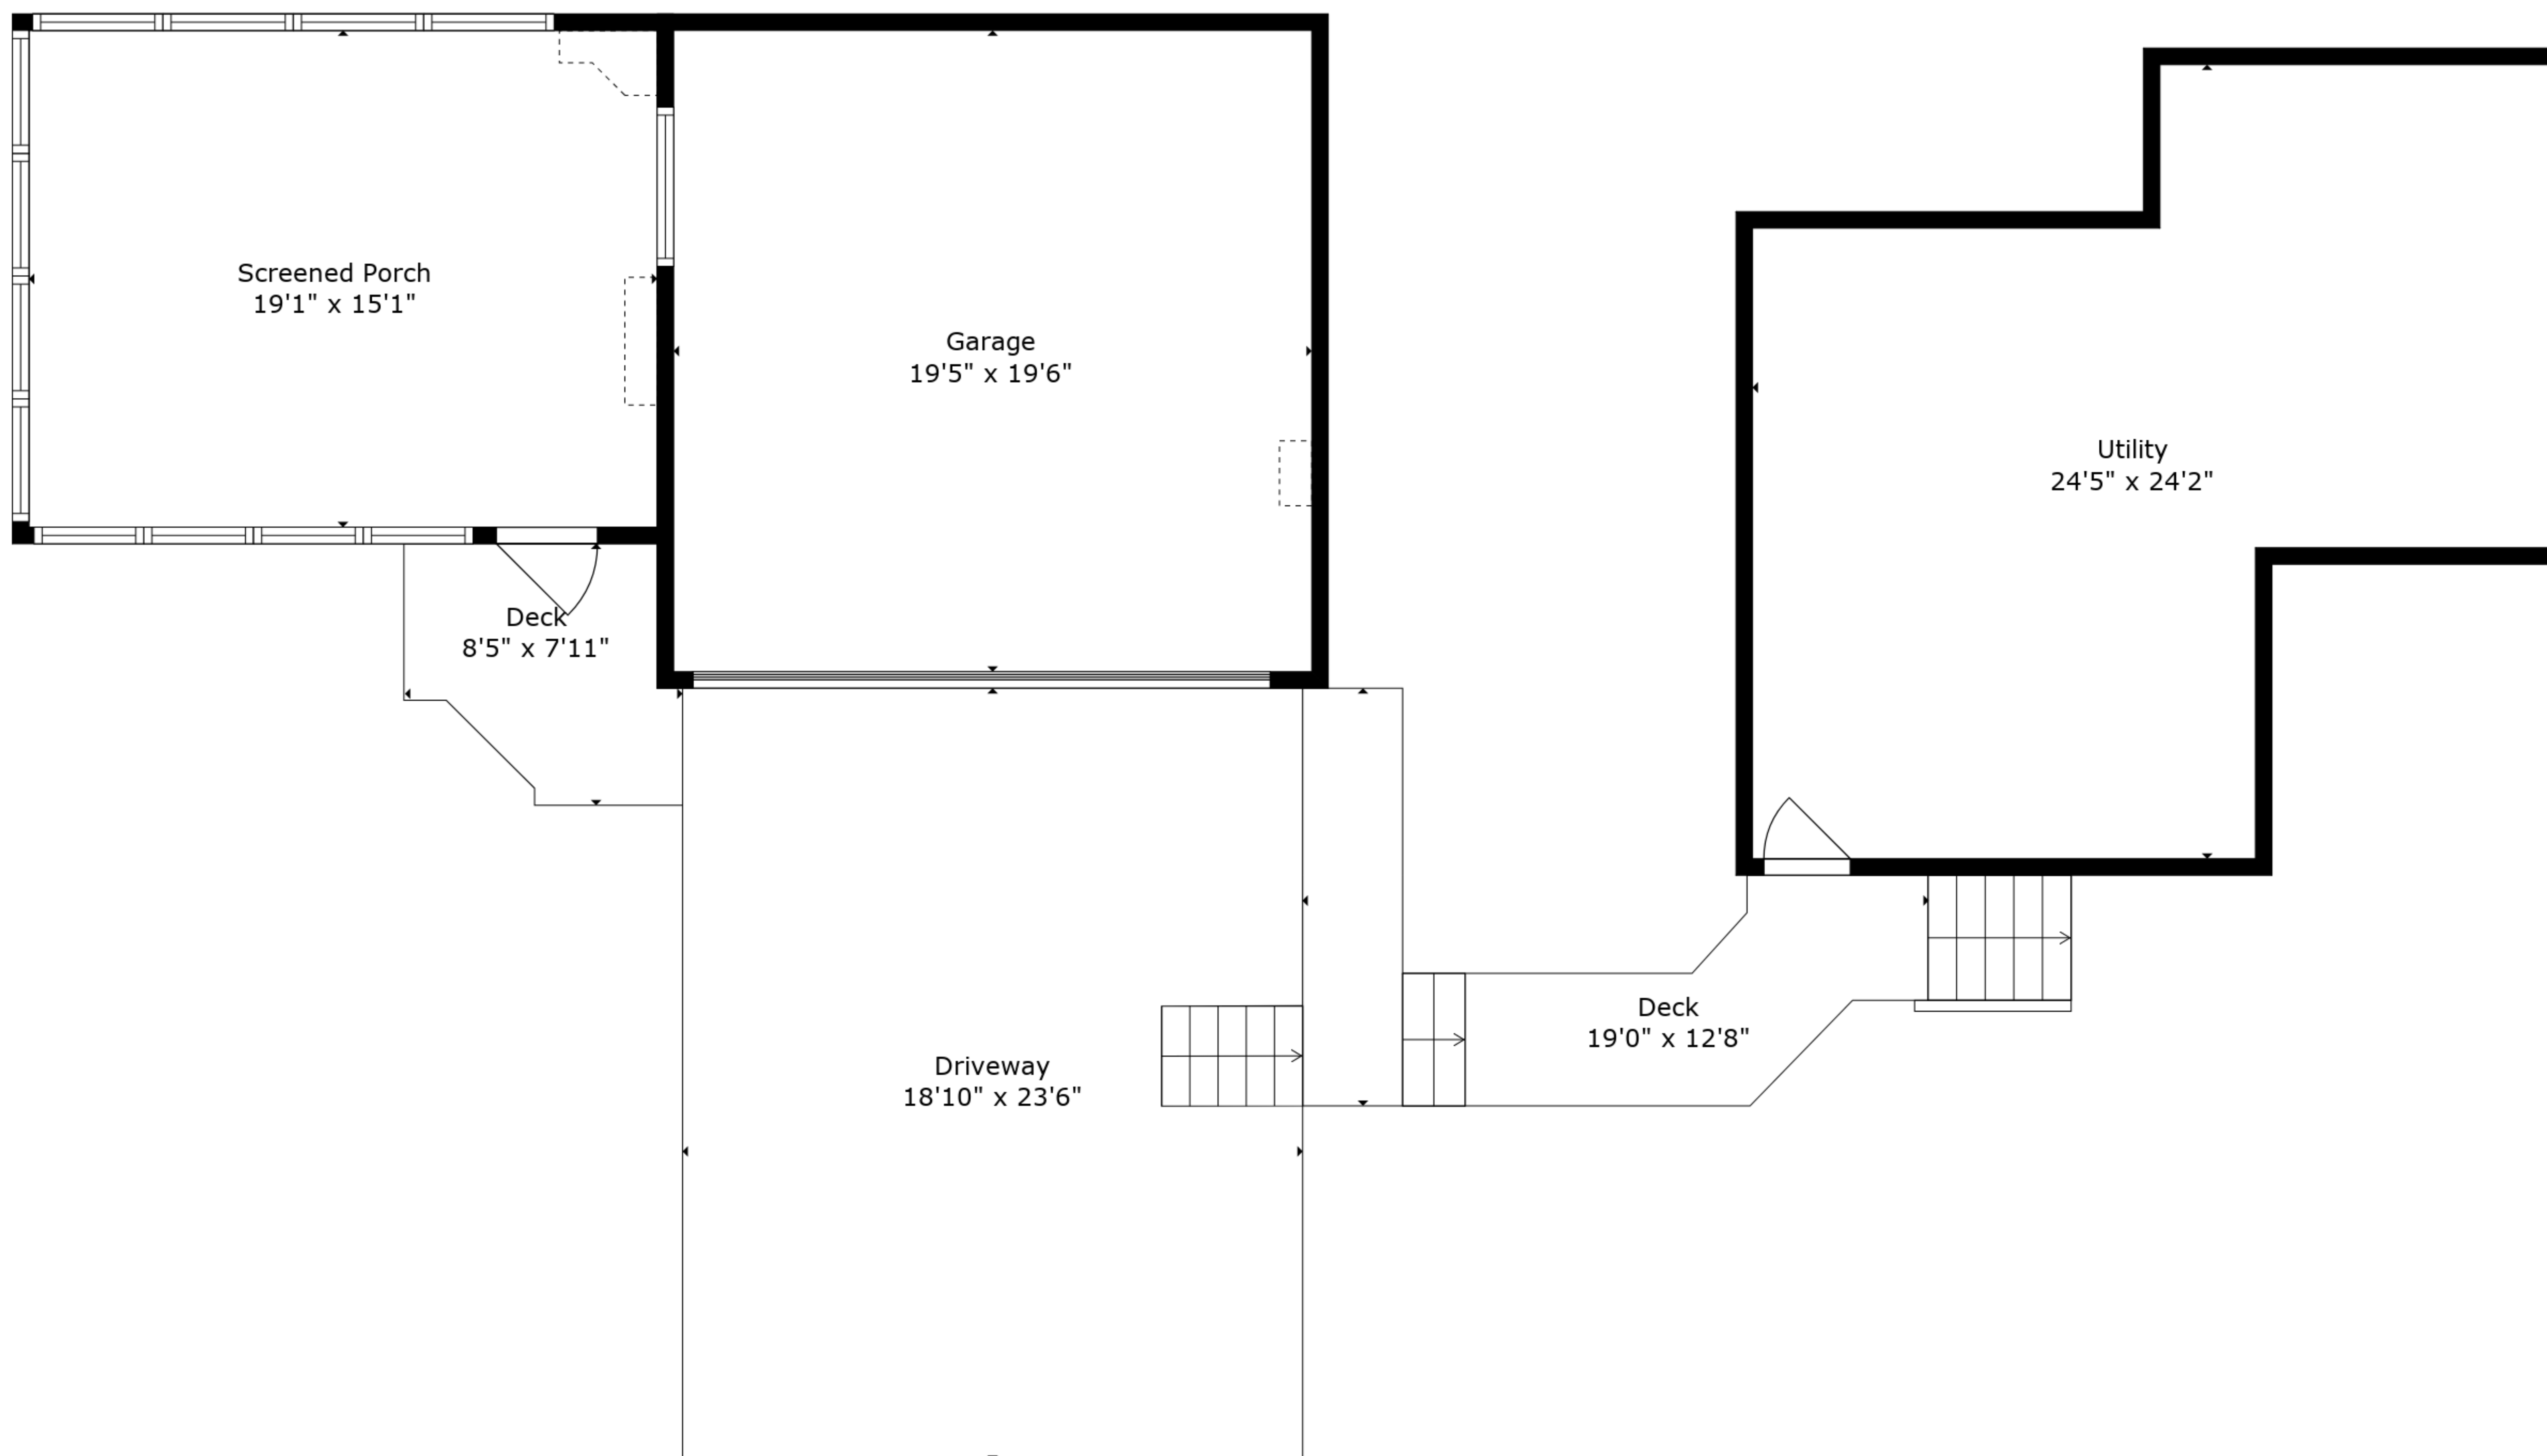 Screened Porch
19'1" x 15'1"
Garage
19'5" x 19'6"
Utility
24'5" x 24'2"
Deck
8'5" x 7'11"
Deck
19'0" x 12'8"
Driveway
18'10" x 23'6"